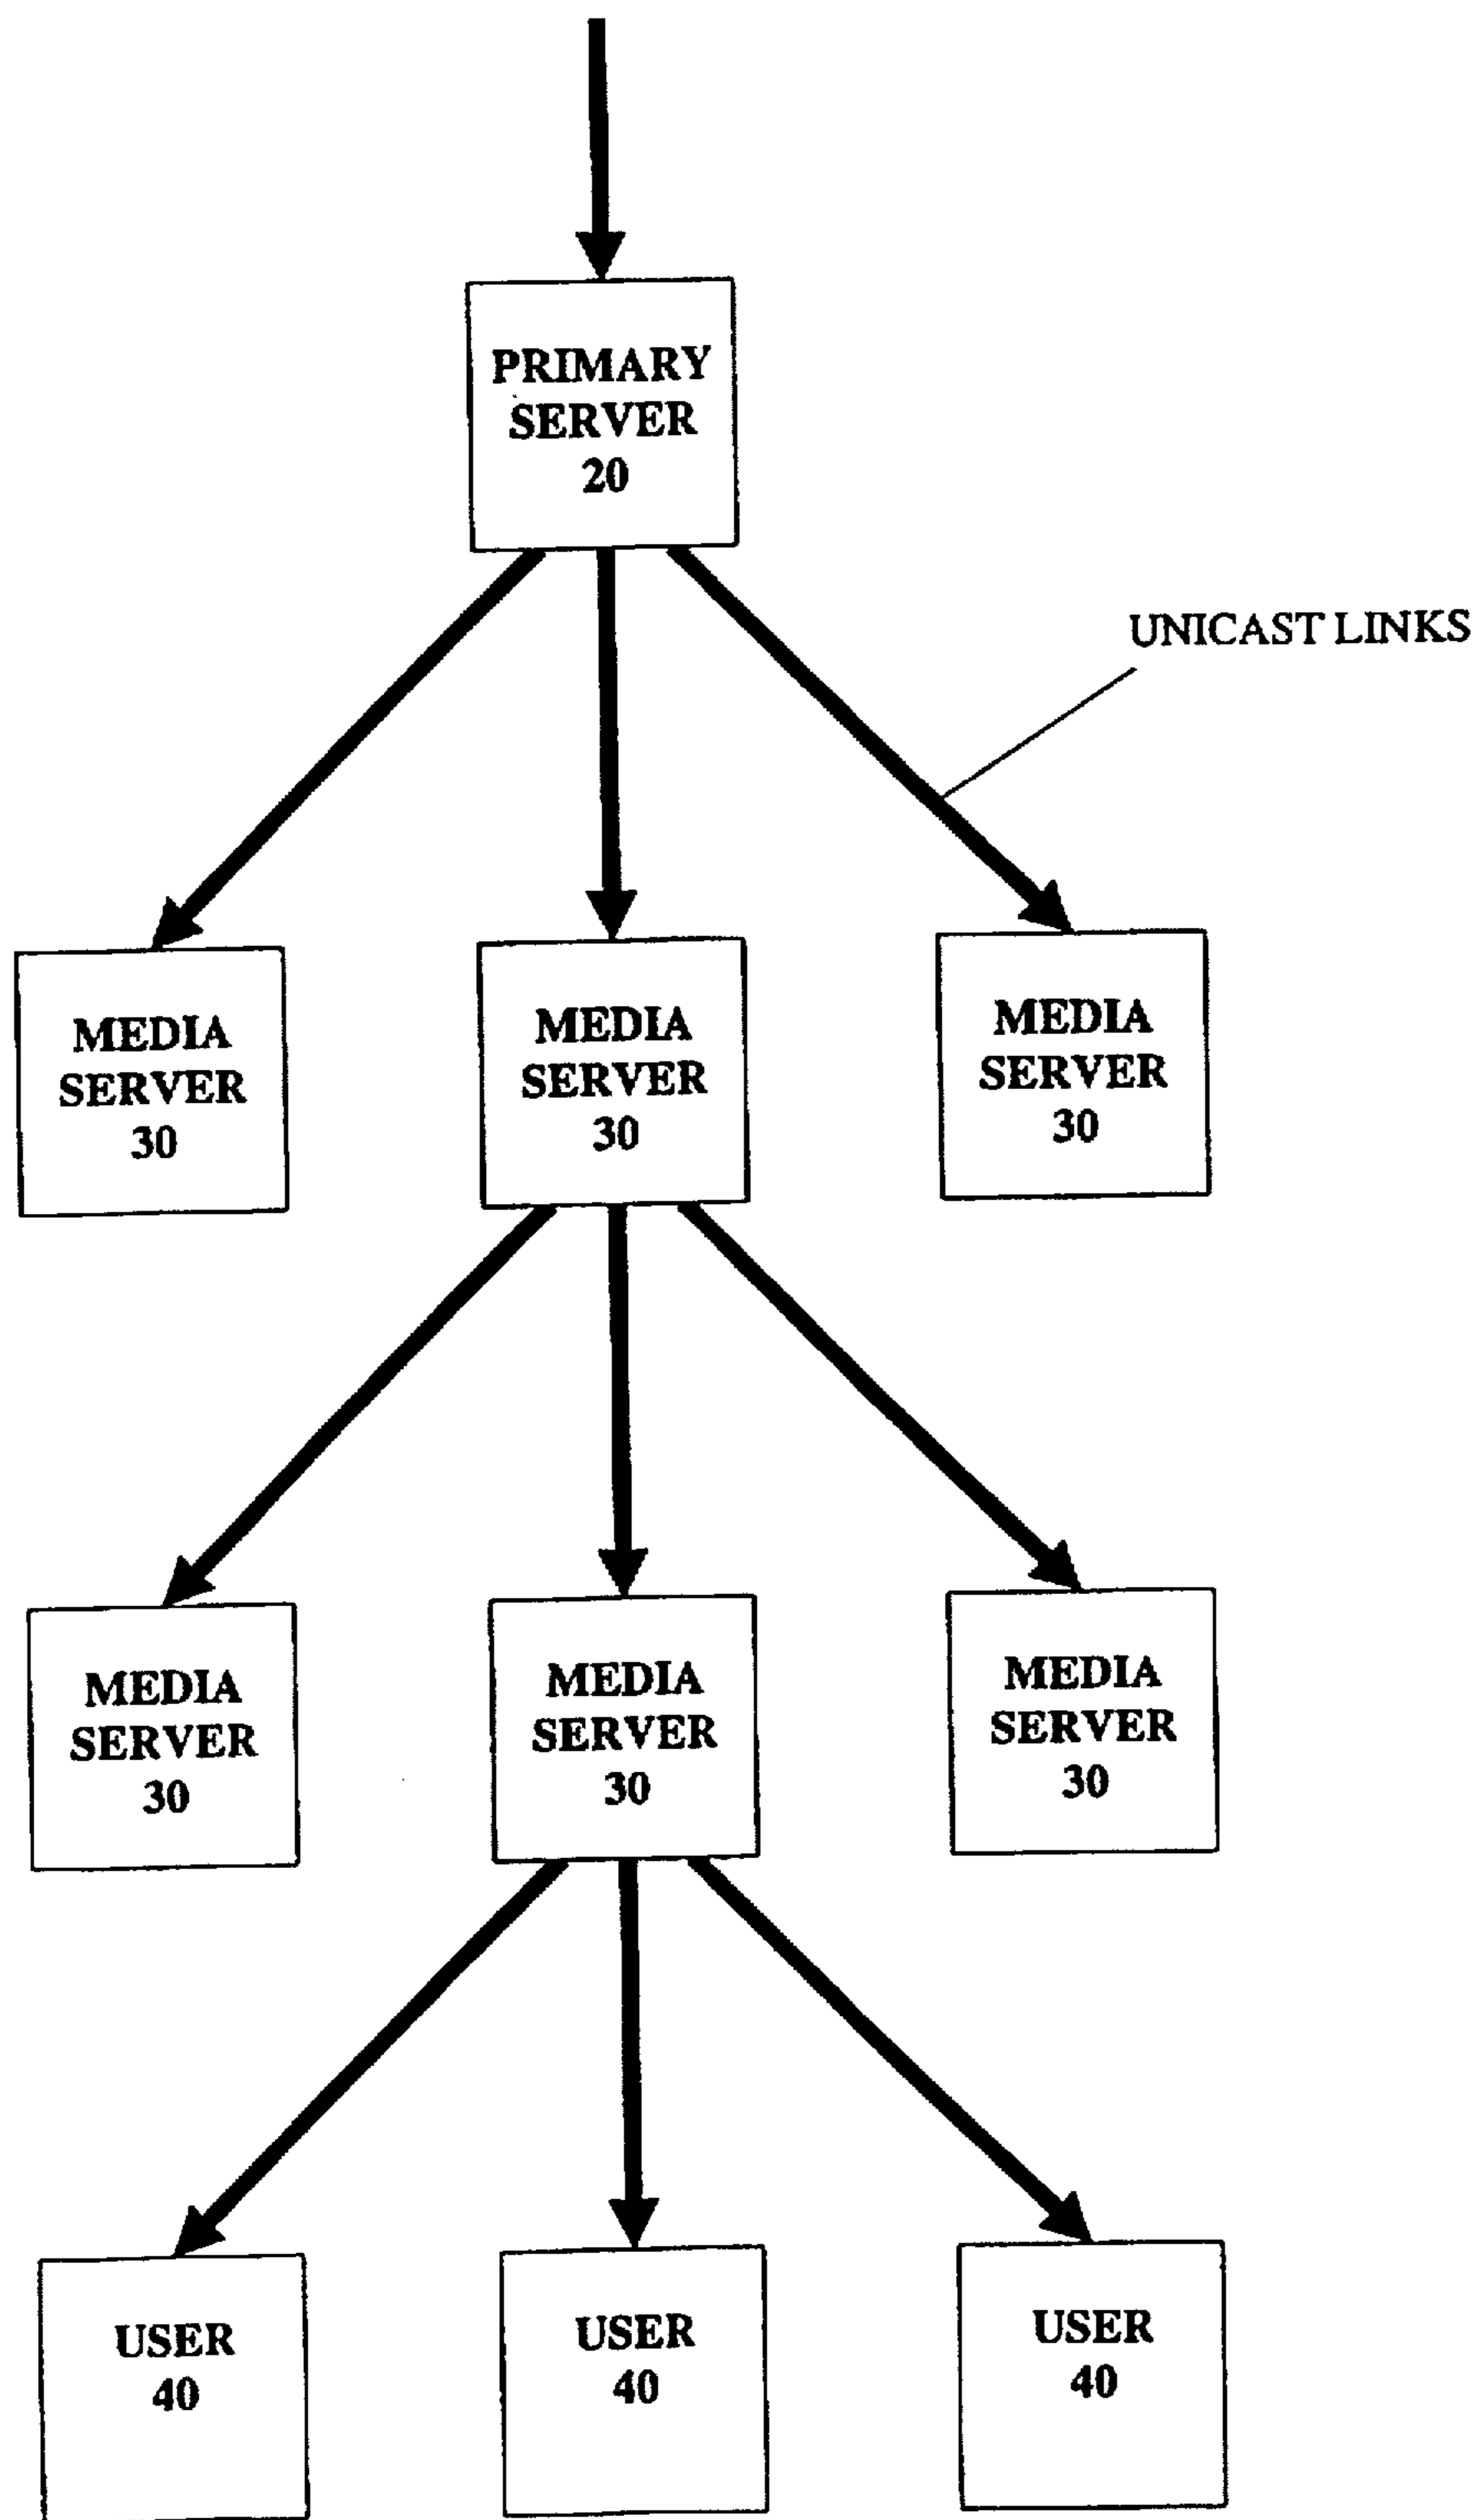 PRIMARY
SERVER
20
UNICAST LINKS
MEDIA
SERVER
30
MEDIA
SERVER
30
MEDIA
SERVER
30
MEDIA
SERVER
30
MEDIA
SERVER
30
MEDIA
SERVER
30
USER
40
USER
40
USER
40